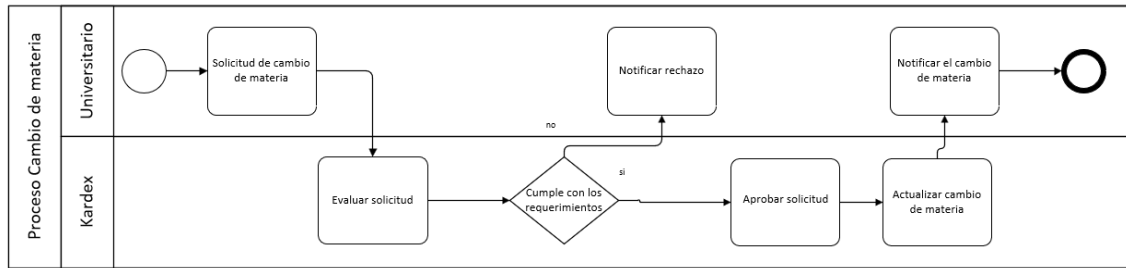 Proceso Cambio de materia
Universitario
Solicitud de cambio
de materia
Notificar rechazo
Notificar el cambio
de materia
no
Kardex
Evaluar solicitud
Cumple con los
requerimientos
si
Aprobar solicitud
Actualizar cambio
de materia